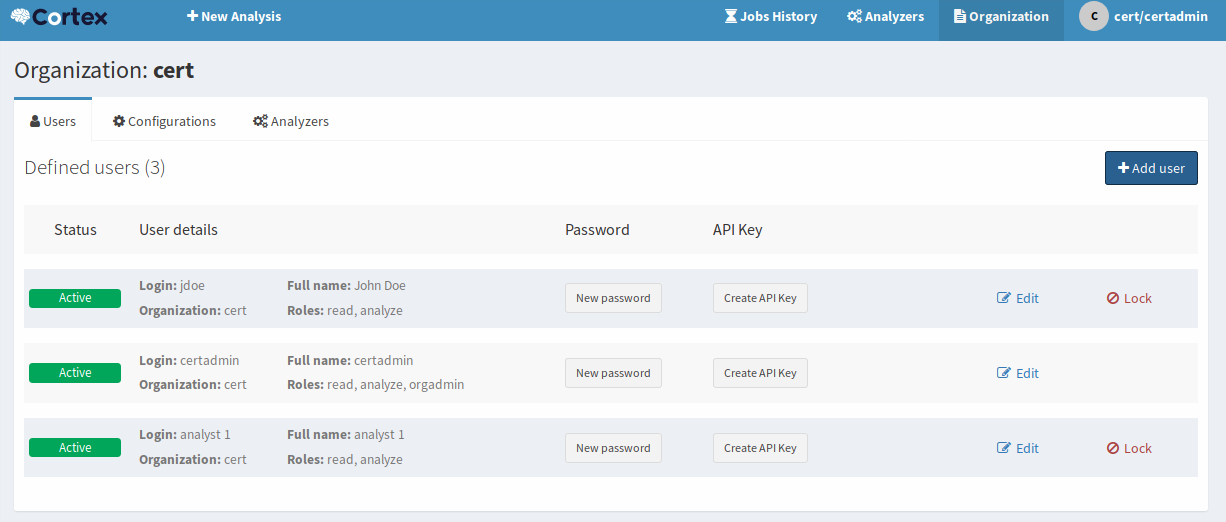 Cortex + New Analysis Jobs History Analyzers Organization C cert/certadmin
Organization: cert
Users Configurations Analyzers
Defined users (3) + Add user
Status User details Password API Key
Login: jdoe Full name: John Doe
Active New password Create API Key Edit Lock
Organization: cert Roles: read, analyze
Login: certadmin Full name: certadmin
Active New password Create API Key Edit
Organization: cert Roles: read, analyze, orgadmin
Login: analyst 1 Full name: analyst 1
Active New password Create API Key Edit Lock
Organization: cert Roles: read, analyze